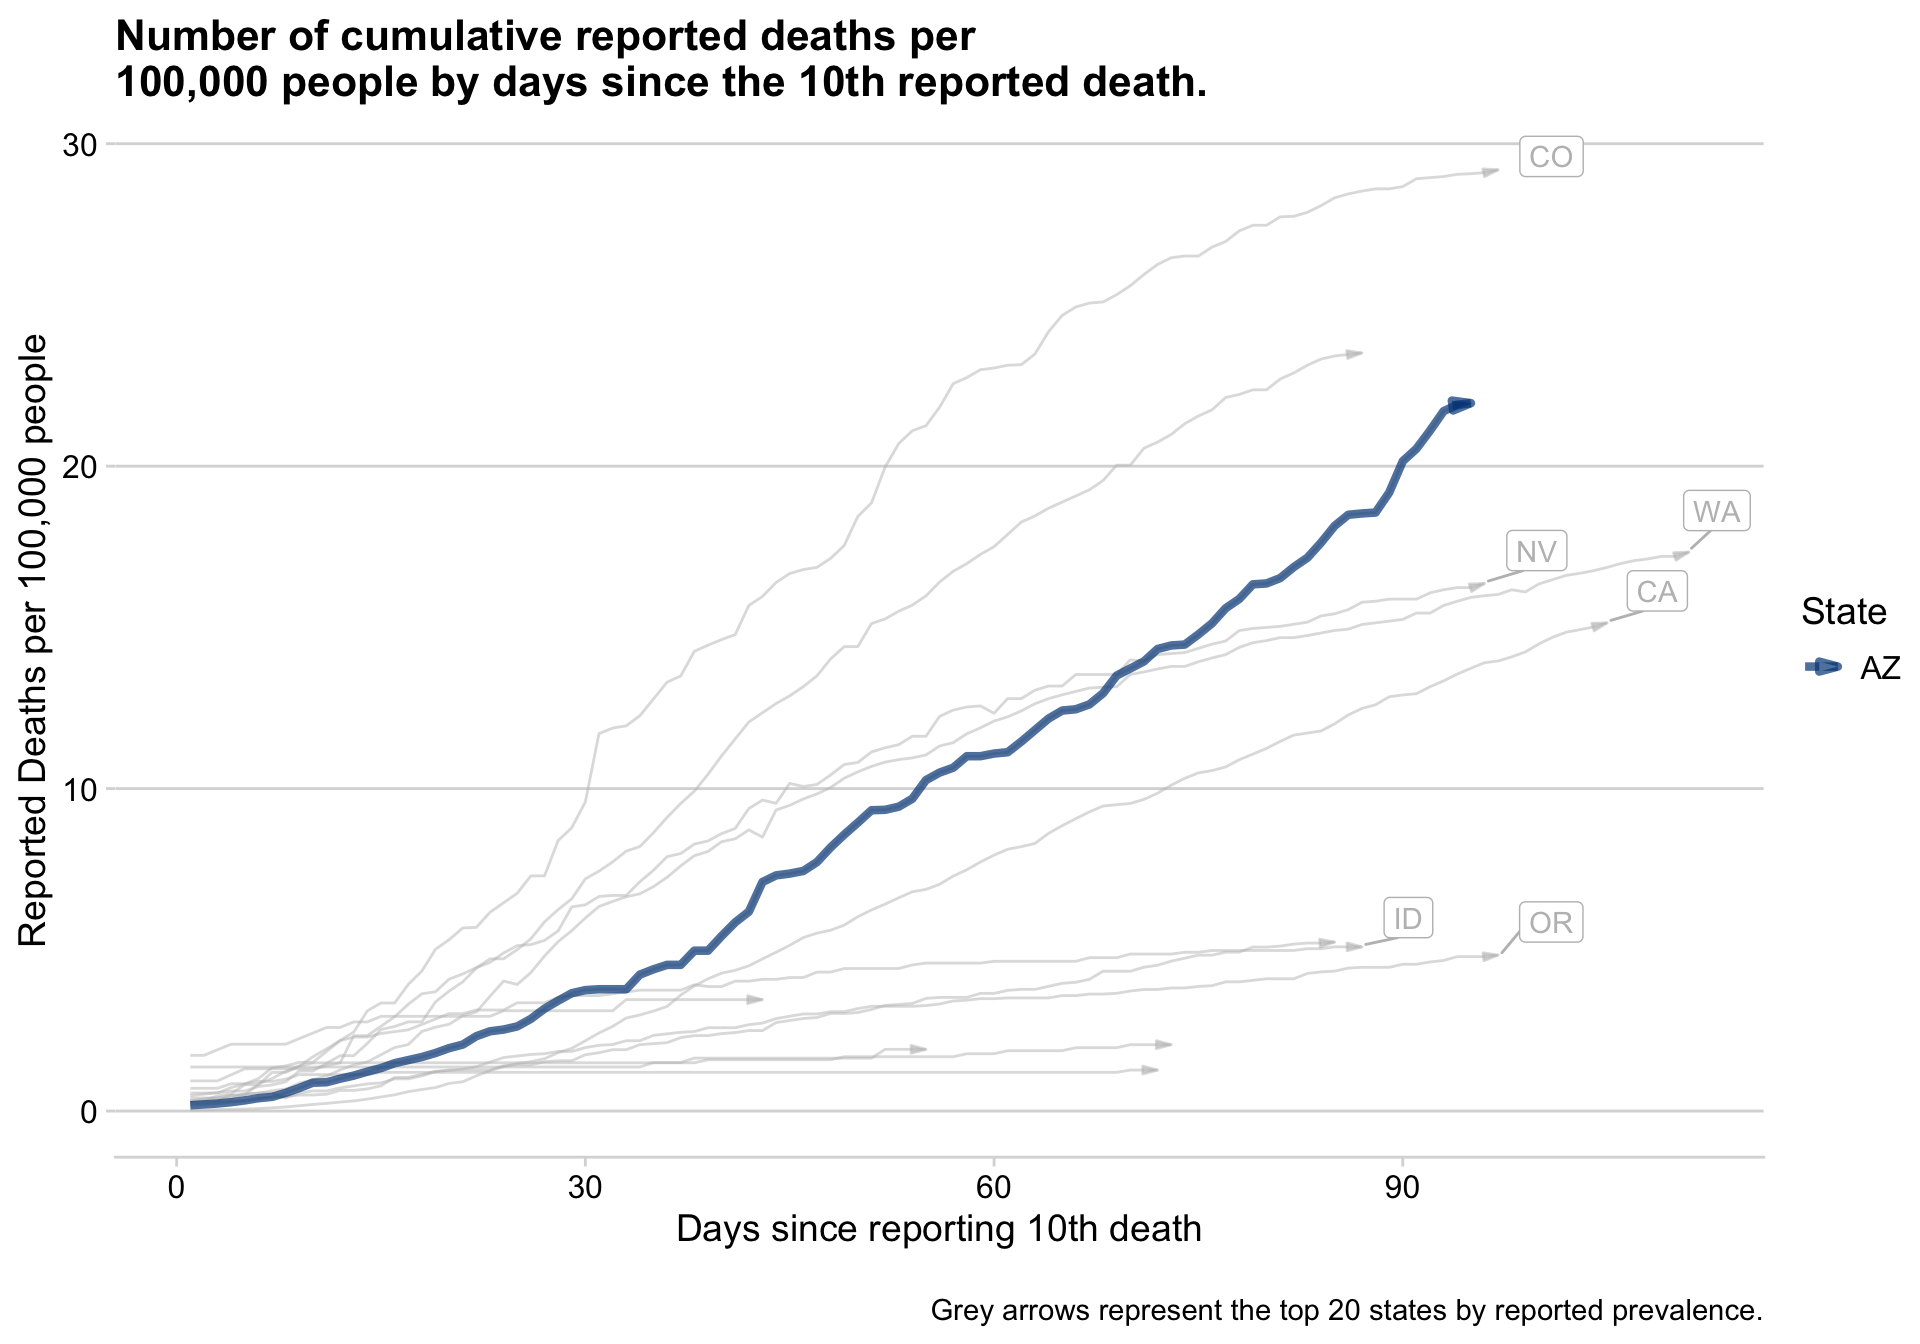 Number of cumulative reported deaths per
100,000 people by days since the 10th reported death.
30
CO
20
WA
NV
CA
State
AZ
10
ID
OR
0
Reported Deaths per 100,000 people
0
30
60
90
Days since reporting 10th death
Grey arrows represent the top 20 states by reported prevalence.